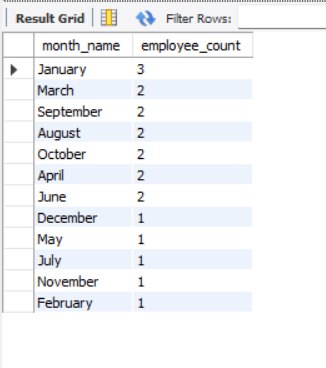 Result Grid Filter Rows:
month_name employee_count
January 3
March 2
September 2
August 2
October 2
April 2
June 2
December 1
May 1
July 1
November 1
February 1